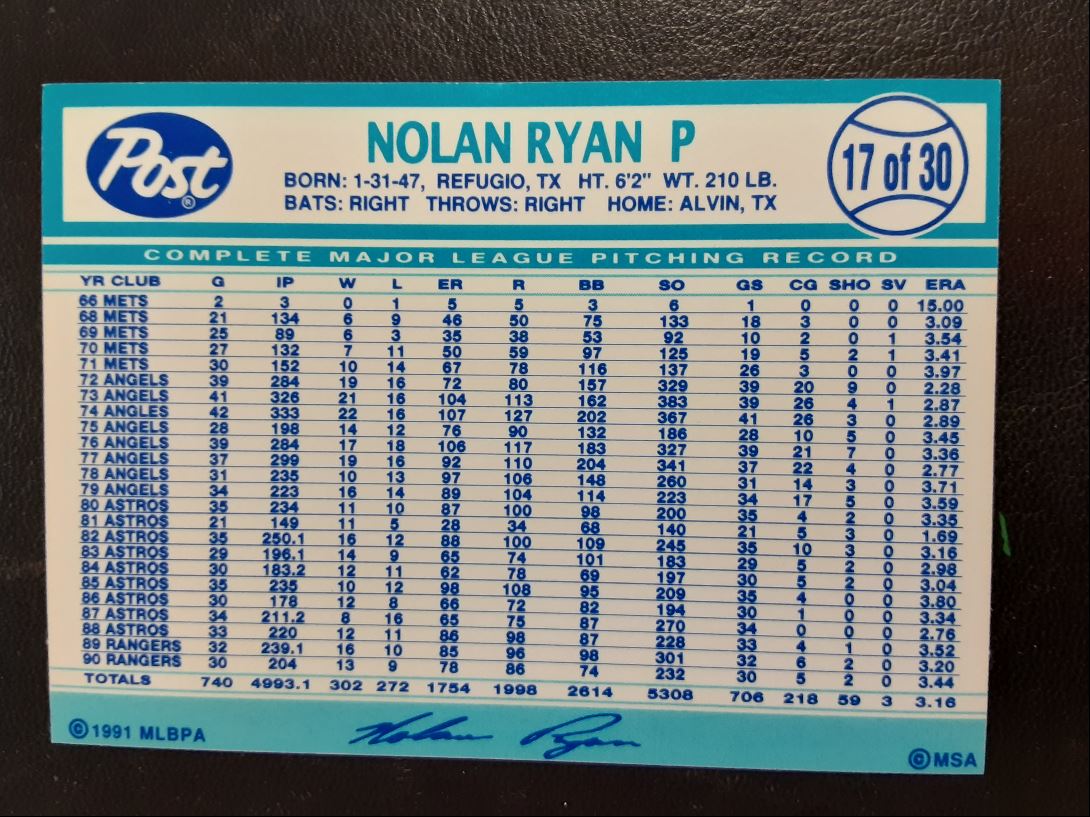 Post ®
NOLAN RYAN P
BORN: 1-31-47, REFUGIO, TX HT. 6'2" WT. 210 LB.
BATS: RIGHT THROWS: RIGHT HOME: ALVIN, TX
17 of 30
COMPLETE MAJOR LEAGUE PITCHING RECORD
YR CLUB G IP W L ER R BB SO GS CG SHO SV ERA
66 METS 2 3 0 1 5 5 3 6 1 0 0 0 15.00
68 METS 21 134 6 9 46 50 75 133 18 3 0 0 3.09
69 METS 25 89 6 3 35 38 53 92 10 2 0 1 3.54
70 METS 27 132 7 11 50 59 97 125 19 5 2 1 3.41
71 METS 30 152 10 14 67 78 116 137 26 3 0 0 3.97
72 ANGELS 39 284 19 16 72 80 157 329 39 20 9 0 2.28
73 ANGELS 41 326 21 16 104 113 162 383 39 26 4 1 2.87
74 ANGLES 42 333 22 16 107 127 202 367 41 26 3 0 2.89
75 ANGELS 28 198 14 12 76 90 132 186 28 10 5 0 3.45
76 ANGELS 39 284 17 18 106 117 183 327 39 21 7 0 3.36
77 ANGELS 37 299 19 16 92 110 204 341 37 22 4 0 2.77
78 ANGELS 31 235 10 13 97 106 148 260 31 14 3 0 3.71
79 ANGELS 34 223 16 14 89 104 114 223 34 17 5 0 3.59
80 ASTROS 35 234 11 10 87 100 98 200 35 4 2 0 3.35
81 ASTROS 21 149 11 5 28 34 68 140 21 5 3 0 1.69
82 ASTROS 35 250.1 16 12 88 100 109 245 35 10 3 0 3.16
83 ASTROS 29 196.1 14 9 65 74 101 183 29 5 2 0 2.98
84 ASTROS 30 183.2 12 11 62 78 69 197 30 5 2 0 3.04
85 ASTROS 35 235 10 12 98 108 95 209 35 4 0 0 3.80
86 ASTROS 30 178 12 8 66 72 82 194 30 1 0 0 3.34
87 ASTROS 34 211.2 8 16 65 75 87 270 34 0 0 0 2.76
88 ASTROS 33 220 12 11 86 98 87 228 33 4 1 0 3.52
89 RANGERS 32 239.1 16 10 85 96 98 301 32 6 2 0 3.20
90 RANGERS 30 204 13 9 78 86 74 232 30 5 2 0 3.44
TOTALS 740 4993.1 302 272 1754 1998 2614 5308 706 218 59 3 3.16
©1991 MLBPA
Nolan Ryan
©MSA